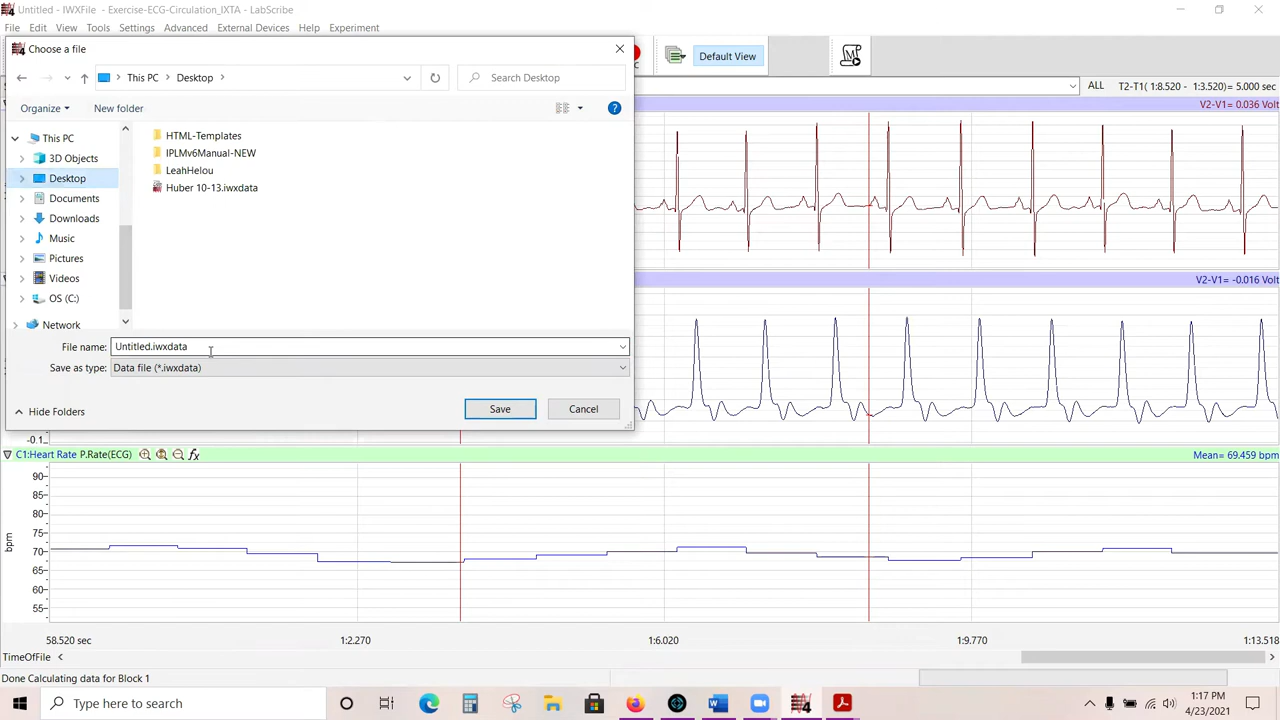 Untitled - IWXFile - Exercise-ECG-Circulation_IXTA - LabScribe
File Edit View Tools Settings Advanced External Devices Help Experiment
Choose a file
Default View
This PC Desktop
Search Desktop
ALL T2-T1( 1:8.520 - 1:3.520) = 5.000 sec
Organize New folder
V2-V1= 0.036 Volt
This PC
3D Objects
Desktop
Documents
Downloads
Music
Pictures
Videos
OS (C:)
Network
HTML-Templates
IPLMv6Manual-NEW
LeahHelou
Huber 10-13.iwxdata
V2-V1= -0.016 Volt
File name: Untitled.iwxdata
Save as type: Data file (*.iwxdata)
Hide Folders Save Cancel
-0.1
C1:Heart Rate P.Rate(ECG) fx Mean= 69.459 bpm
90
85
80
75
70
65
60
55
bpm
58.520 sec 1:2.270 1:6.020 1:9.770 1:13.518
TimeOfFile
Done Calculating data for Block 1
Type here to search
1:17 PM
4/23/2021